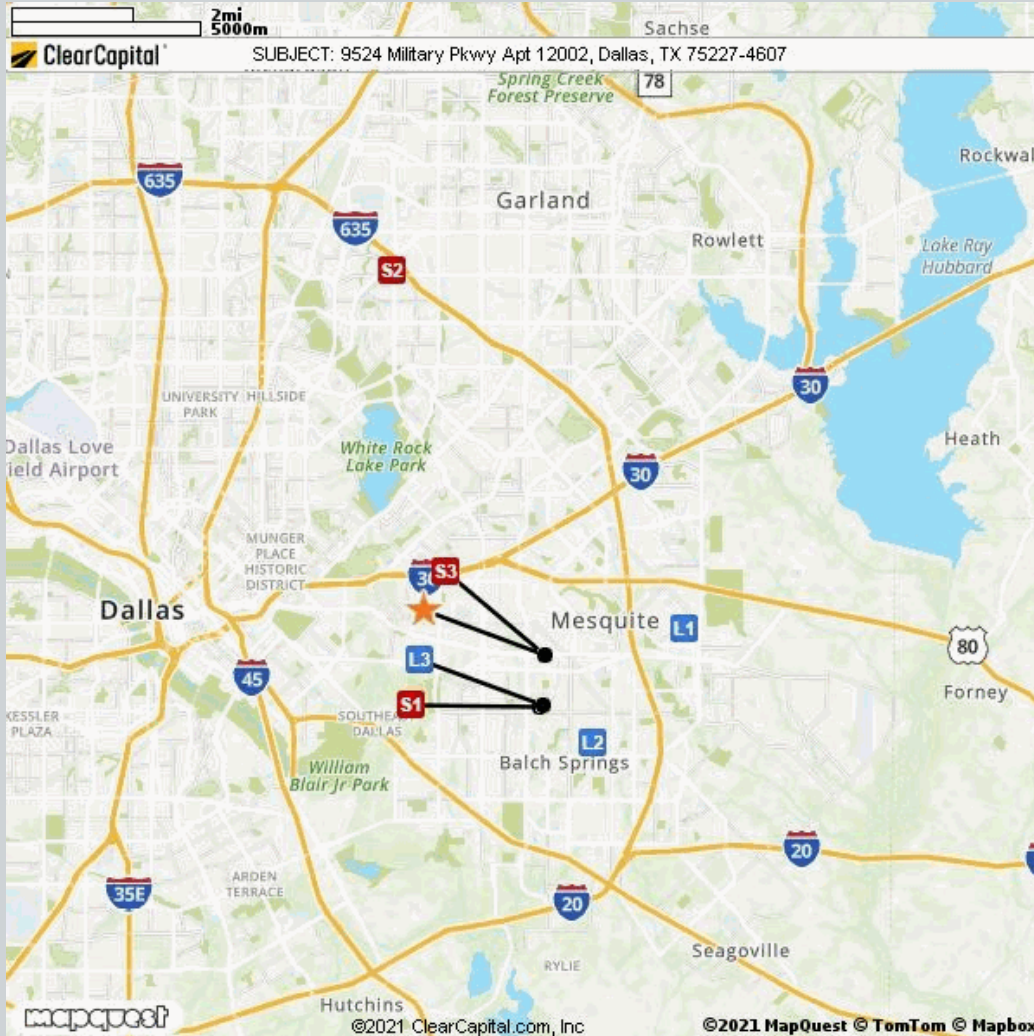 2mi
5000m
ClearCapital
SUBJECT: 9524 Military Pkwy Apt 12002, Dallas, TX 75227-4607
Sachse
Spring Creek
Forest Preserve
78
Rockwal
635
Garland
635
Rowlett
Lake Ray
Hubbard
S2
30
UNIVERSITY
PARK
HILLSIDE
Dallas Love
ield Airport
White Rock
Lake Park
Heath
30
MUNGER
PLACE
HISTORIC
DISTRICT
30
S3
Dallas
Mesquite
L1
80
L3
45
Forney
KESSLER
PLAZA
S1
SOUTHEA
DALLAS
L2
Balch Springs
William
Blair Jr Park
20
35E
ARDEN
TERRACE
20
Seagoville
RYLIE
Hutchins
mapquest
©2021 ClearCapital.com, Inc
©2021 MapQuest © TomTom © Mapbo